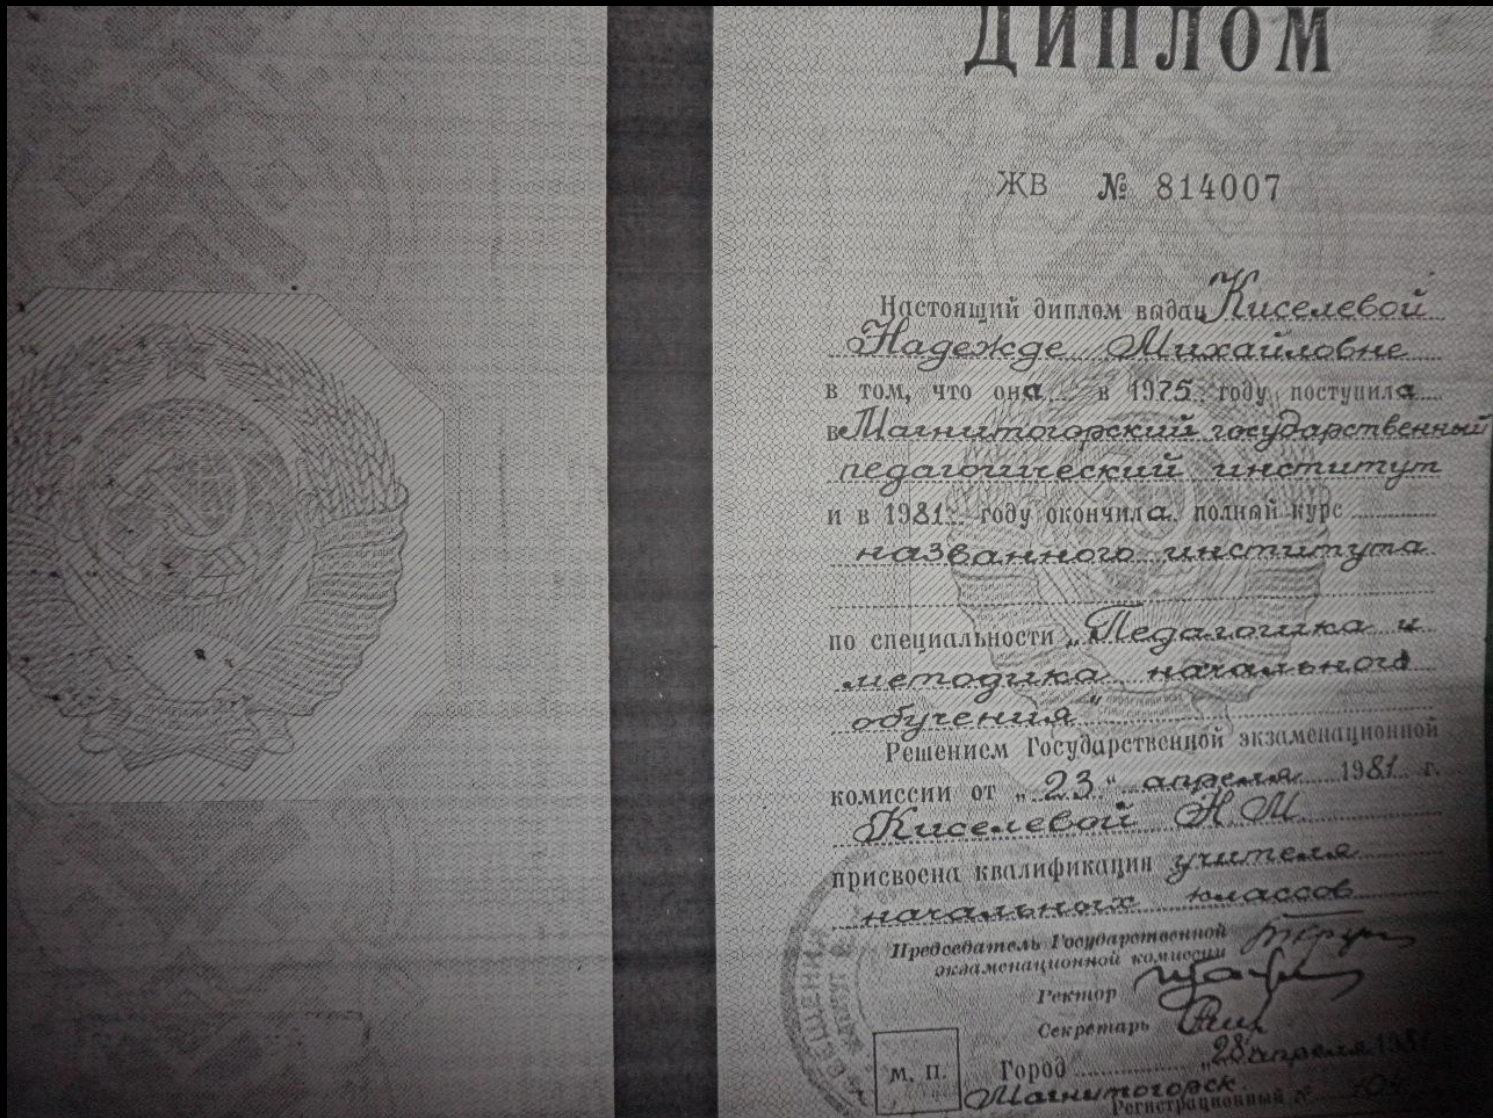 ДИПЛОМ
ЖВ № 814007
Настоящий диплом выдан Киселевой
Надежде Михайловне
в том, что она в 1975 году поступила
в Магнитогорский государственный
педагогический институт
и в 1981 году окончила полный курс
названного института
по специальности „Педагогика и
методика начального
обучения"
Решением Государственной экзаменационной
комиссии от „23" апреля 1981 г.
Киселевой Н М
присвоена квалификация учителя
начальных классов
Председатель Государственной
экзаменационной комиссии
Ректор
Секретарь
М. П.
Город „28 апреля 1981
Магнитогорск
Регистрационный №